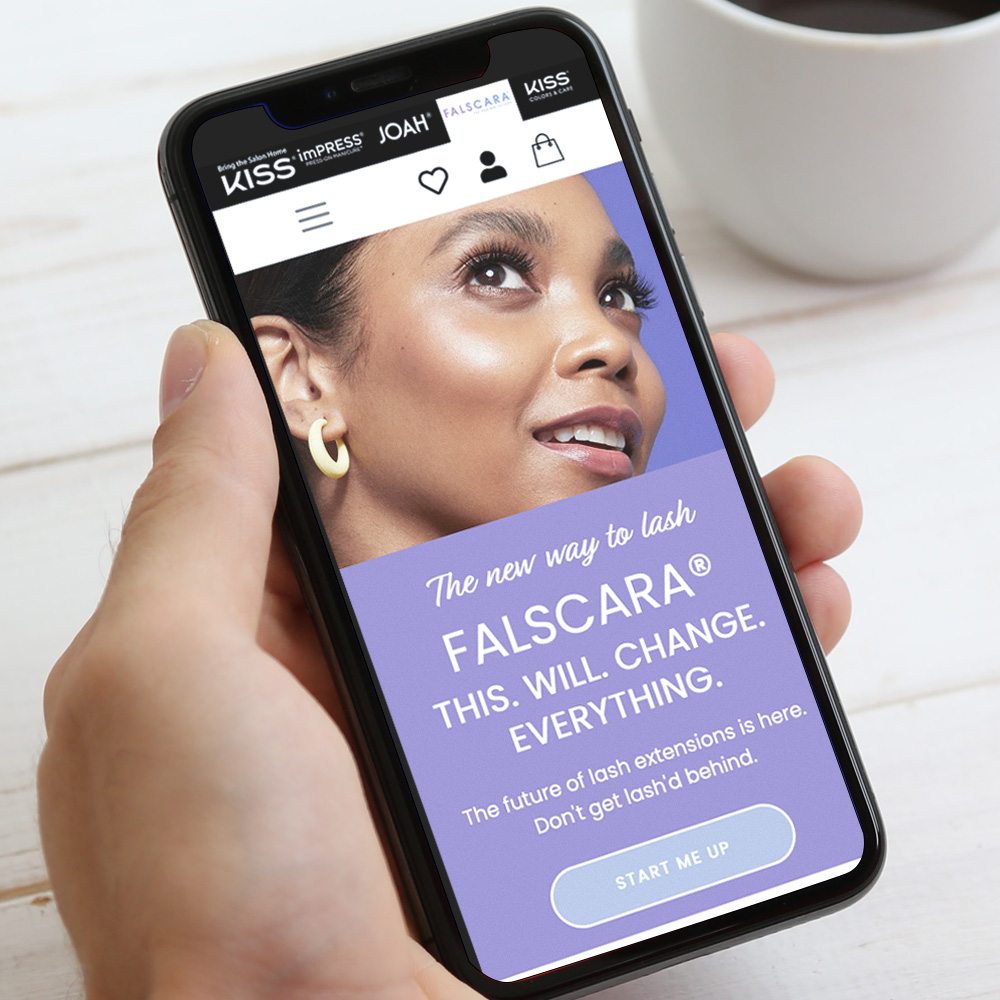 Bring the Salon Home
KISS®
imPRESS®
PRESS-ON MANICURE
JOAH®
FALSCARA
KISS
COLORS & CARE
The new way to lash
FALSCARA®
THIS. WILL. CHANGE.
EVERYTHING.
The future of lash extensions is here.
Don't get lash'd behind.
START ME UP